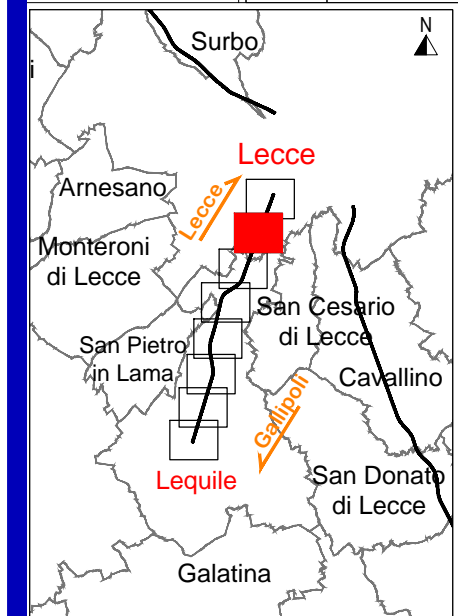 N
Surbo
i
Lecce
Arnesano
Lecce
Monteroni
di Lecce
San Cesario
di Lecce
San Pietro
in Lama
Cavallino
Gallipoli
Lequile
San Donato
di Lecce
Galatina